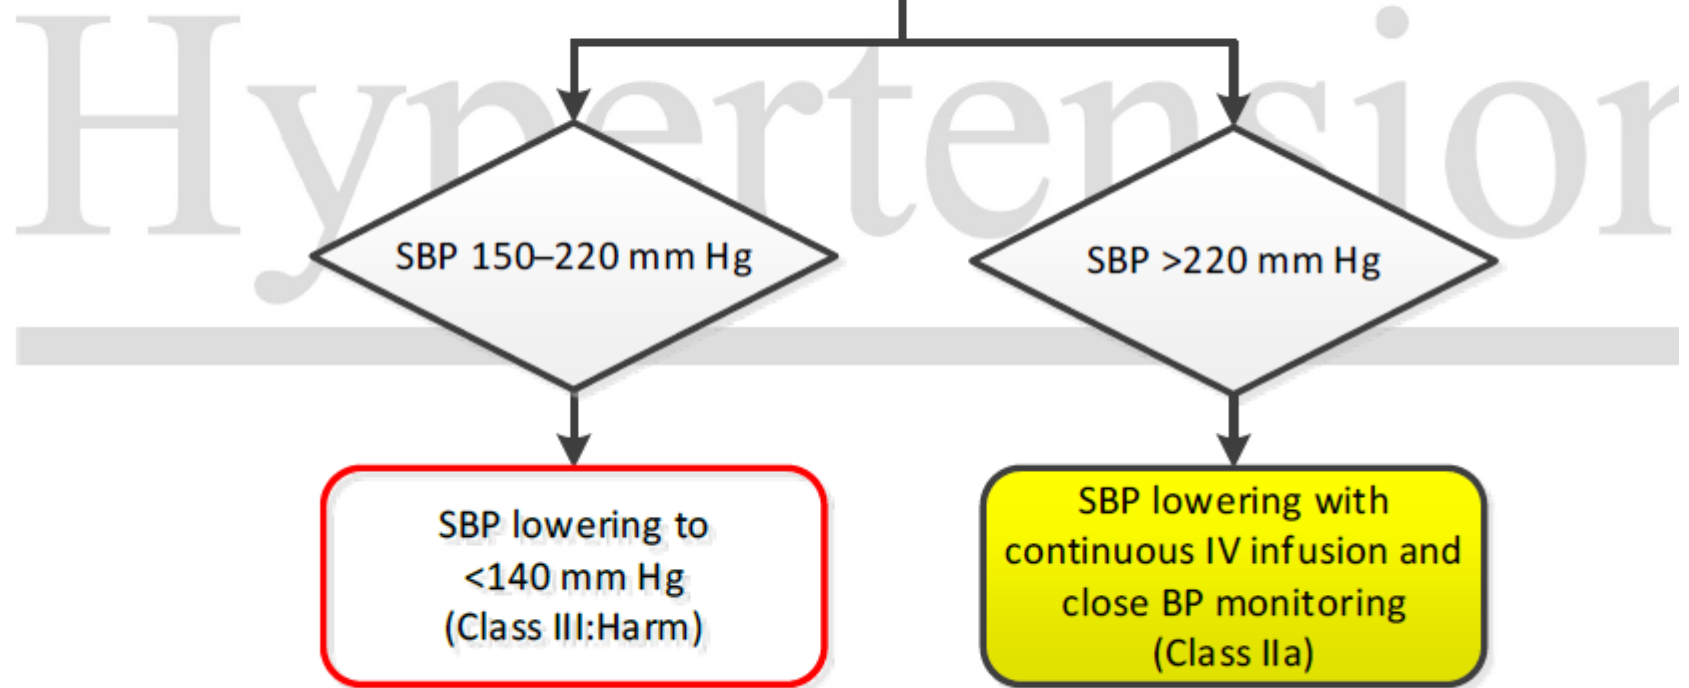 Hypertension
SBP 150–220 mm Hg
SBP >220 mm Hg
SBP lowering to
<140 mm Hg
(Class III:Harm)
SBP lowering with
continuous IV infusion and
close BP monitoring
(Class IIa)